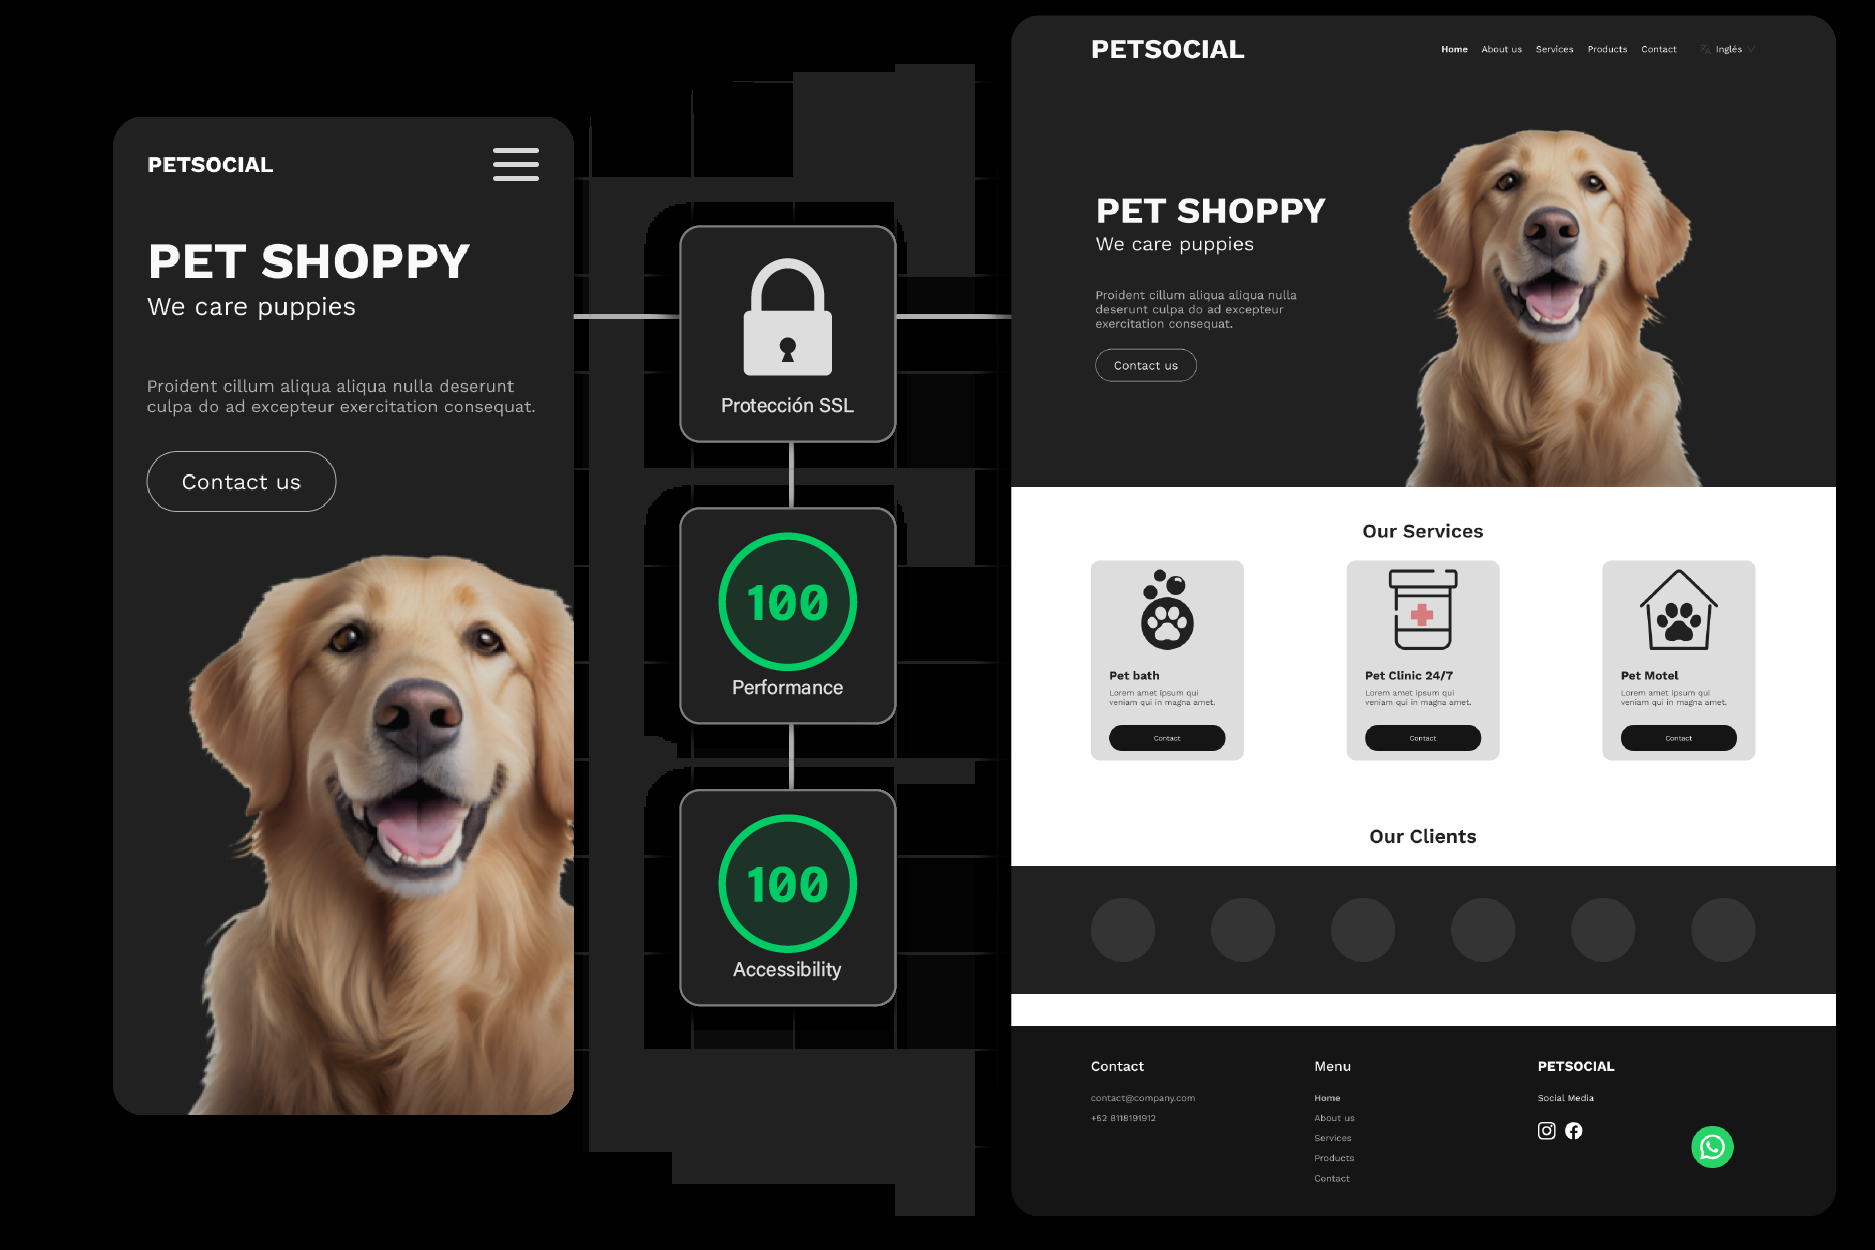 PETSOCIAL
PET SHOPPY
We care puppies
Proident cillum aliqua aliqua nulla deserunt
culpa do ad excepteur exercitation consequat.
Contact us
Protección SSL
100
Performance
100
Accessibility
PETSOCIAL
Home About us Services Products Contact Inglés
PET SHOPPY
We care puppies
Proident cillum aliqua aliqua nulla
deserunt culpa do ad excepteur
exercitation consequat.
Contact us
Our Services
Pet bath
Lorem amet ipsum qui
veniam qui in magna amet.
Contact
Pet Clinic 24/7
Lorem amet ipsum qui
veniam qui in magna amet.
Contact
Pet Motel
Lorem amet ipsum qui
veniam qui in magna amet.
Contact
Our Clients
Contact
contact@company.com
+52 8118191912
Menu
Home
About us
Services
Products
Contact
PETSOCIAL
Social Media